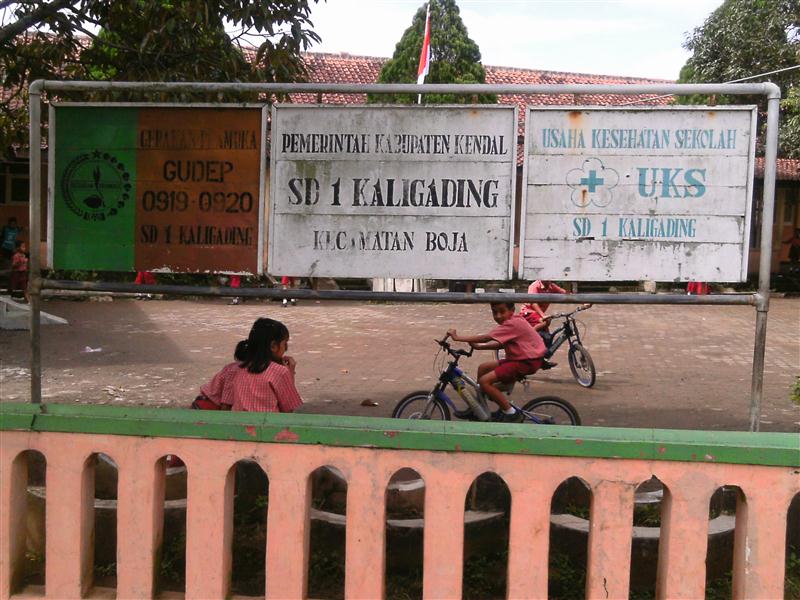 GERAKAN PRAMUKA
GUDEP
0919-0920
SD 1 KALIGADING
PEMERINTAH KABUPATEN KENDAL
SD 1 KALIGADING
KECAMATAN BOJA
USAHA KESEHATAN SEKOLAH
UKS
SD 1 KALIGADING